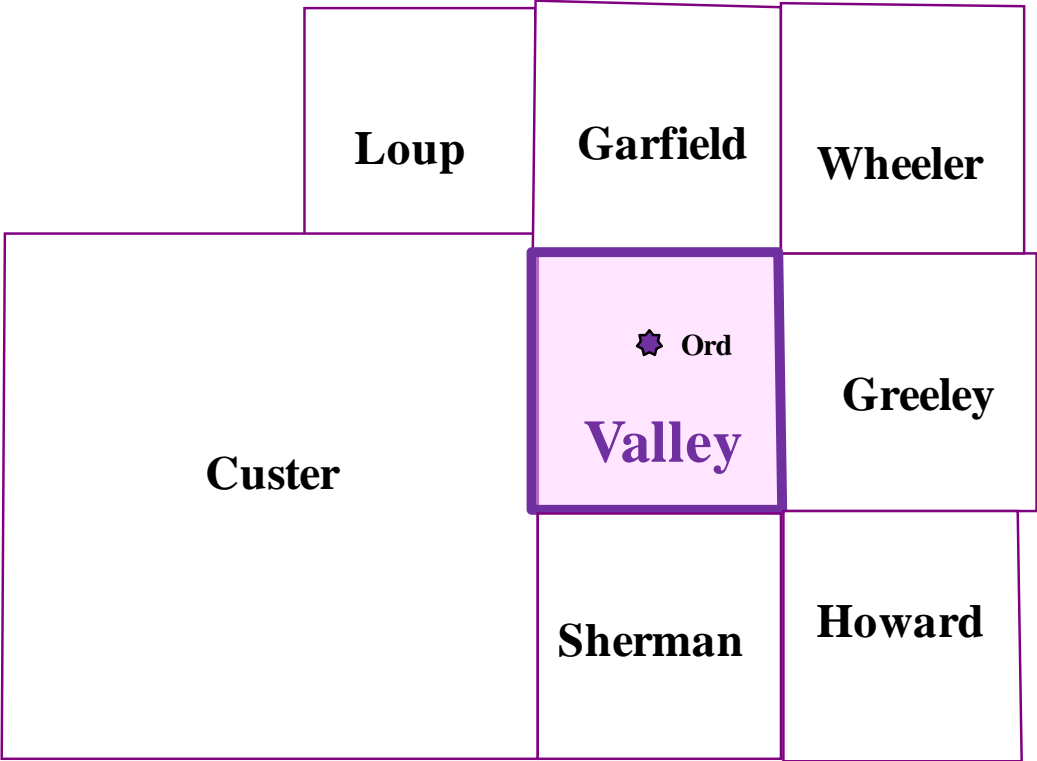 Loup
Garfield
Wheeler
Ord
Greeley
Valley
Custer
Sherman
Howard